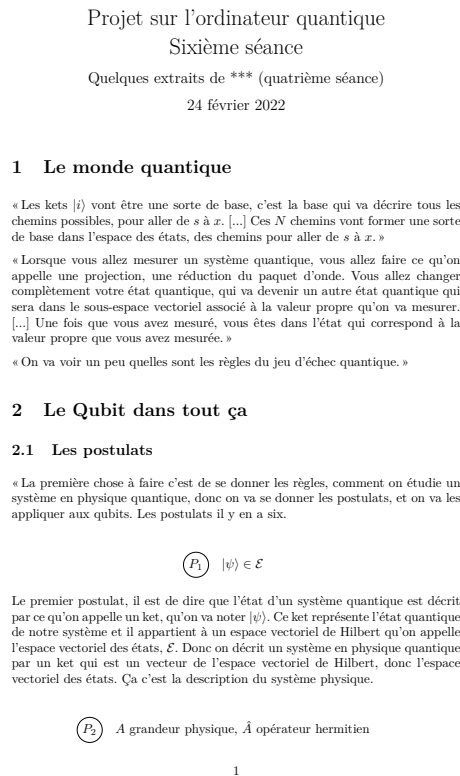 Projet sur l'ordinateur quantique
Sixième séance
Quelques extraits de *** (quatrième séance)
24 février 2022
1 Le monde quantique
« Les kets |i⟩ vont être une sorte de base, c'est la base qui va décrire tous les
chemins possibles, pour aller de s à x. [...] Ces N chemins vont former une sorte
de base dans l'espace des états, des chemins pour aller de s à x. »
« Lorsque vous allez mesurer un système quantique, vous allez faire ce qu'on
appelle une projection, une réduction du paquet d'onde. Vous allez changer
complètement votre état quantique, qui va devenir un autre état quantique qui
sera dans le sous-espace vectoriel associé à la valeur propre qu'on va mesurer.
[...] Une fois que vous avez mesuré, vous êtes dans l'état qui correspond à la
valeur propre que vous avez mesurée. »
« On va voir un peu quelles sont les règles du jeu d'échec quantique. »
2 Le Qubit dans tout ça
2.1 Les postulats
« La première chose à faire c'est de se donner les règles, comment on étudie un
système en physique quantique, donc on va se donner les postulats, et on va les
appliquer aux qubits. Les postulats il y en a six.
P₁ |ψ⟩ ∈ ℰ
Le premier postulat, il est de dire que l'état d'un système quantique est décrit
par ce qu'on appelle un ket, qu'on va noter |ψ⟩. Ce ket représente l'état quantique
de notre système et il appartient à un espace vectoriel de Hilbert qu'on appelle
l'espace vectoriel des états, ℰ. Donc on décrit un système en physique quantique
par un ket qui est un vecteur de l'espace vectoriel de Hilbert, donc l'espace
vectoriel des états. Ça c'est la description du système physique.
P₂ A grandeur physique, Â opérateur hermitien
1